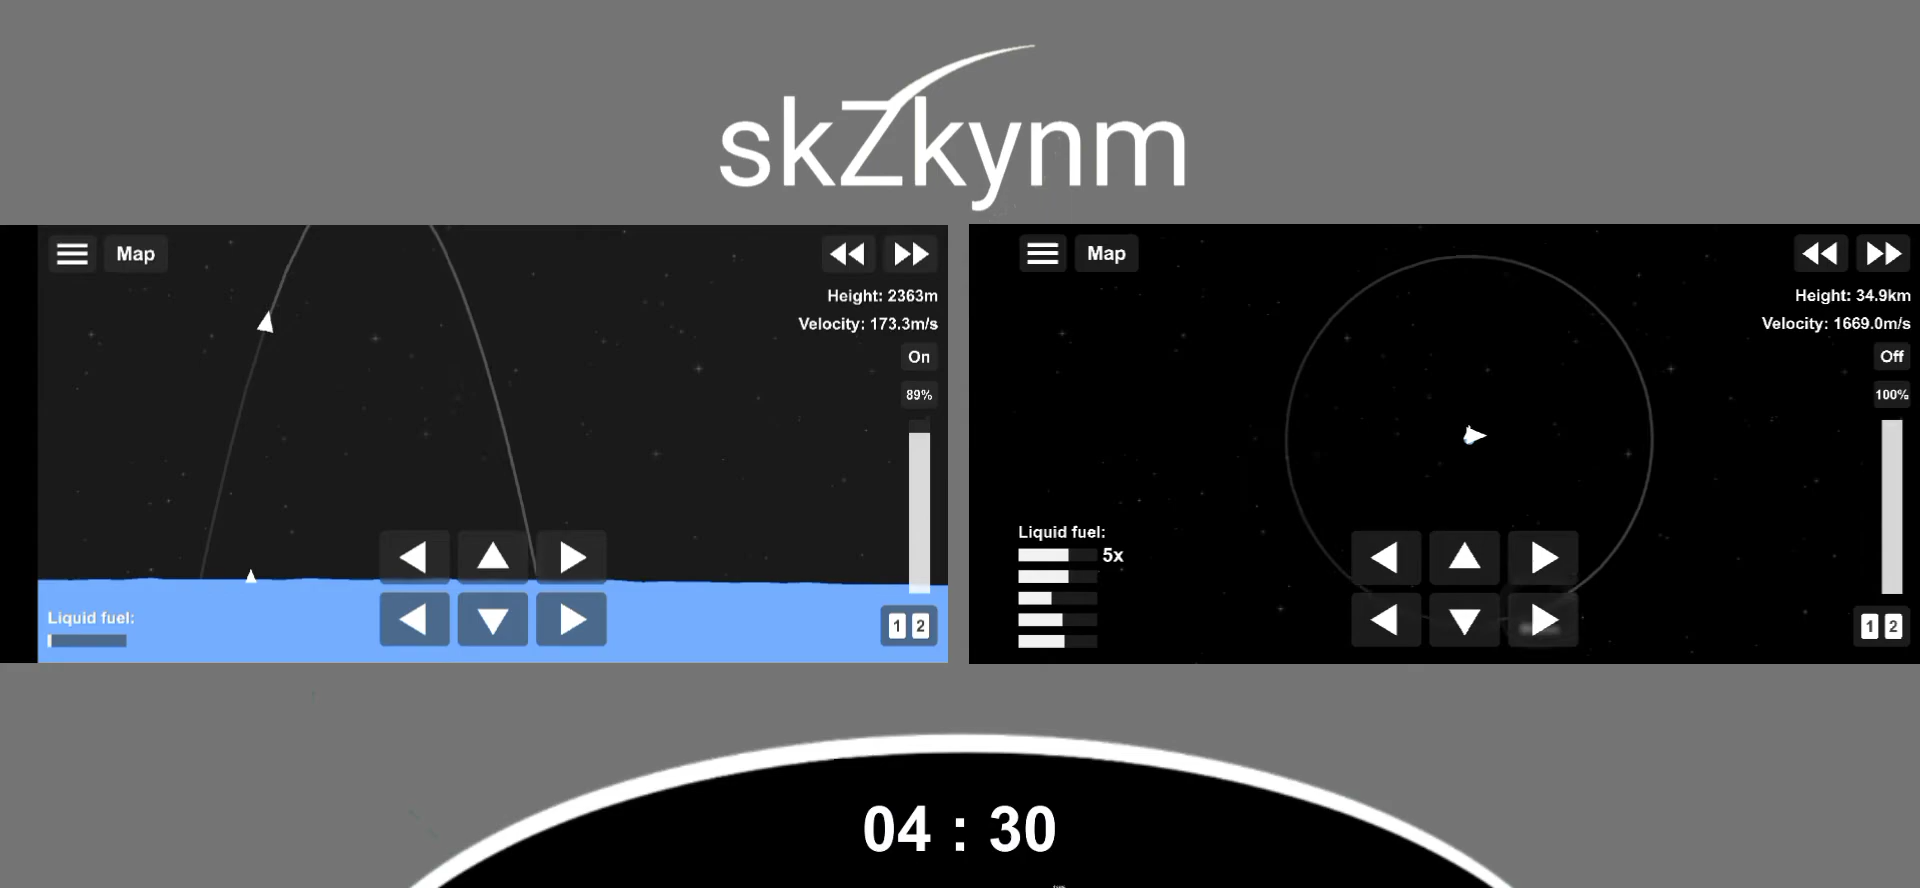 skZkynm
Map
Height: 2363m
Velocity: 173.3m/s
On
89%
Liquid fuel:
1 2
Map
Height: 34.9km
Velocity: 1669.0m/s
Off
100%
Liquid fuel:
5x
1 2
04 : 30